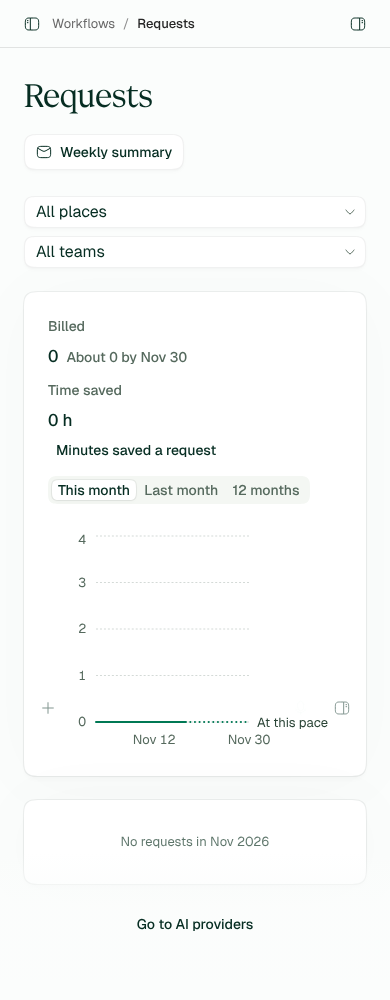 Workflows / Requests
Requests
Weekly summary
All places
All teams
Billed
0 About 0 by Nov 30
Time saved
0 h
Minutes saved a request
This month Last month 12 months
4
3
2
1
0 At this pace
Nov 12 Nov 30
No requests in Nov 2026
Go to AI providers